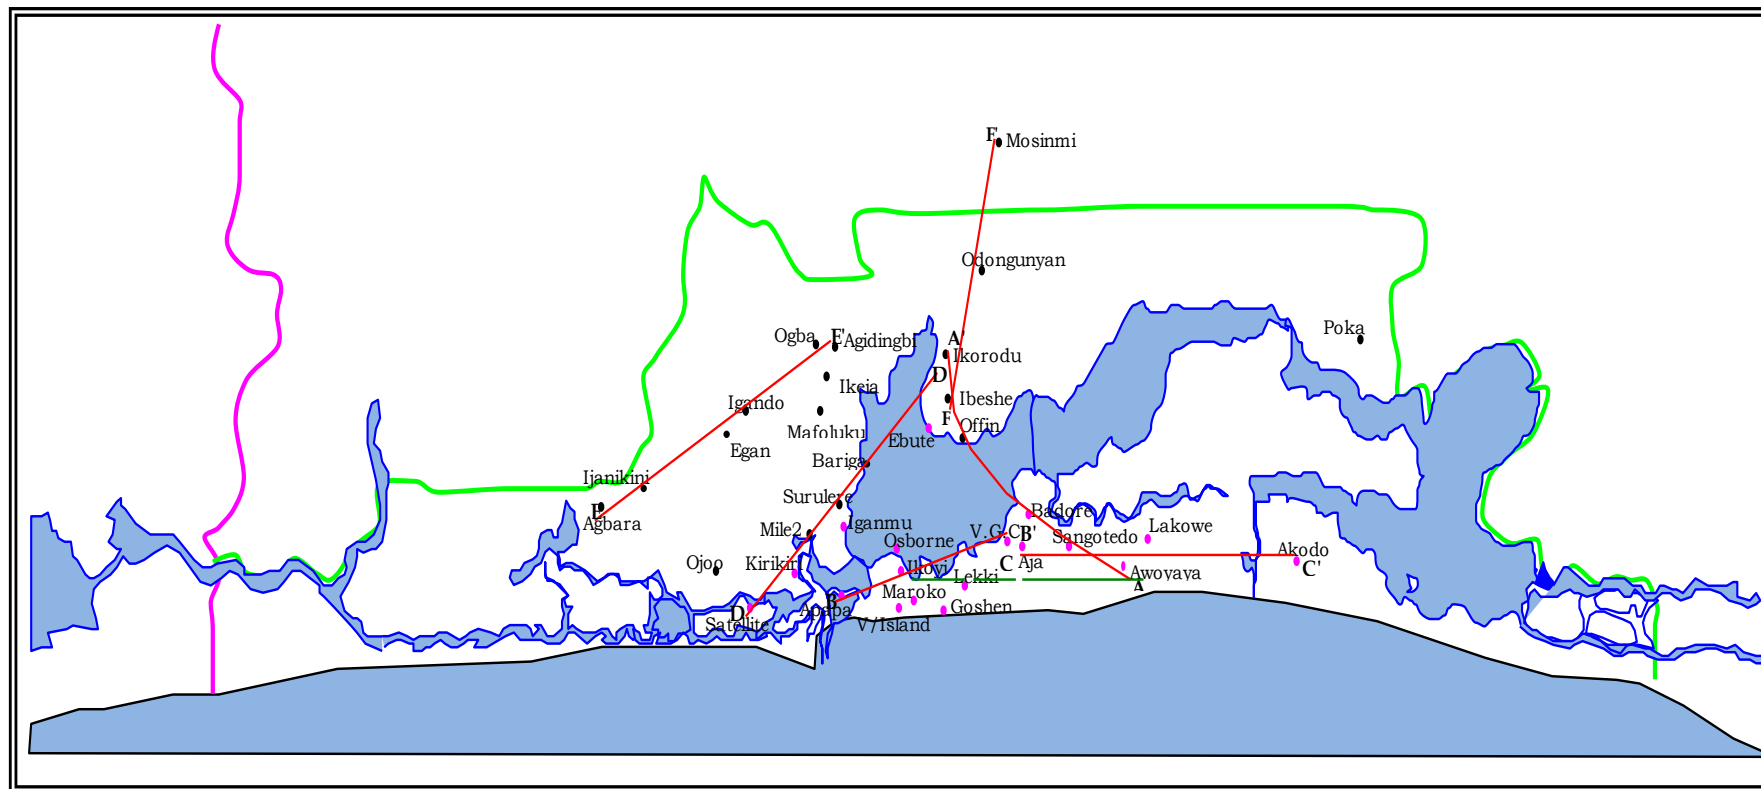 F' Mosinmi
Odongunyan
Poka
Ogba E' Agidingbi
A'
Ikorodu
D
Ikeja
Igando
Ibeshe
F
Offin
Mafoluku
Ebute
Egan
Bariga
Ijanikini
Surulere
E
Agbara
Badore
Iganmu
Mile2
V.G.C B'
Sangotedo
Lakowe
Osborne
Akodo
Ojoo
Kirikiri
C Aja
C'
Ikoyi
Lekki
Awoyaya
A
Maroko
B
D
Apapa
Goshen
Satellite
V/Island